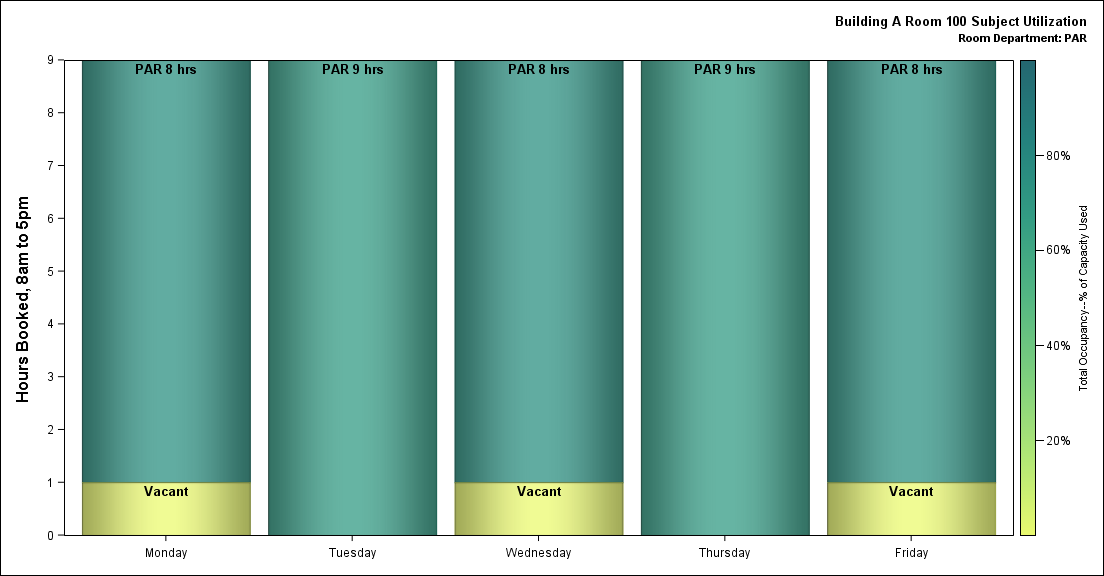 Building A Room 100 Subject Utilization
Room Department: PAR
Hours Booked, 8am to 5pm
9
8
7
6
5
4
3
2
1
0
PAR 8 hrs
PAR 9 hrs
PAR 8 hrs
PAR 9 hrs
PAR 8 hrs
Vacant
Vacant
Vacant
Monday
Tuesday
Wednesday
Thursday
Friday
80%
60%
40%
20%
Total Occupancy--% of Capacity Used